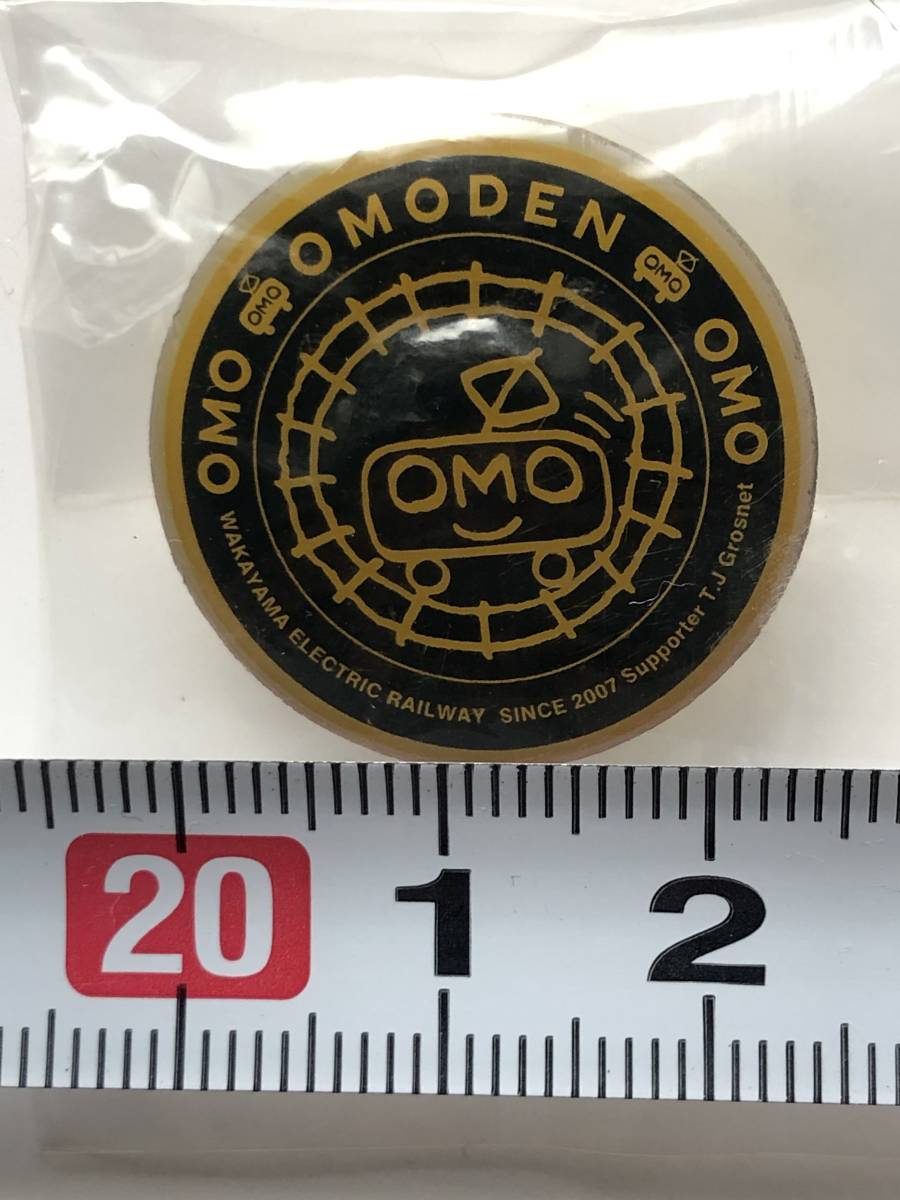 OMO OMO OMODEN OMO OMO
OMO
WAKAYAMA ELECTRIC RAILWAY SINCE 2007 Supporter T.J Grosnet
20 1 2